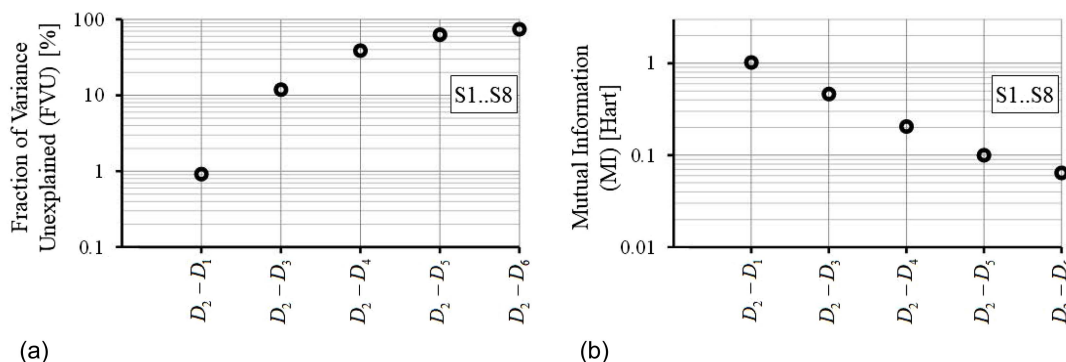 Fraction of Variance
Unexplained (FVU) [%]
100
10
1
0.1
S1..S8
D₂ − D₁
D₂ − D₃
D₂ − D₄
D₂ − D₅
D₂ − D₆
(a)
Mutual Information
(MI) [Hart]
1
0.1
0.01
S1..S8
D₂ − D₁
D₂ − D₃
D₂ − D₄
D₂ − D₅
(b)